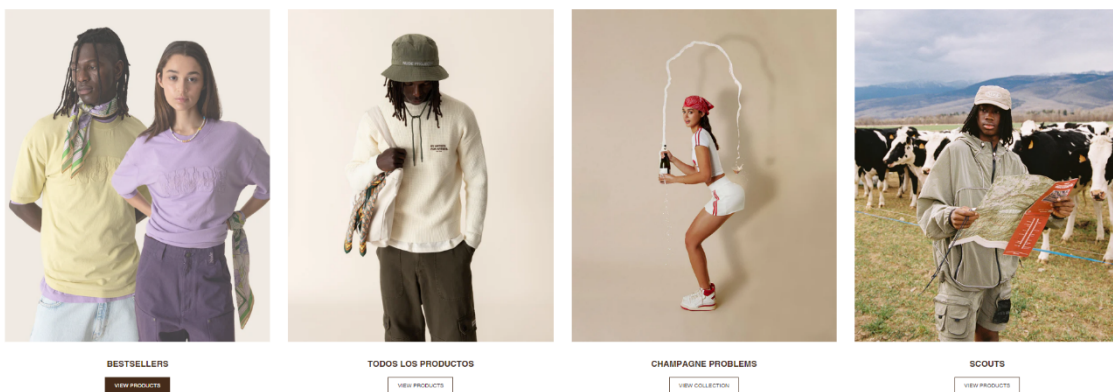 BESTSELLERS
VIEW PRODUCTS
TODOS LOS PRODUCTOS
VIEW PRODUCTS
CHAMPAGNE PROBLEMS
VIEW COLLECTION
SCOUTS
VIEW PRODUCTS